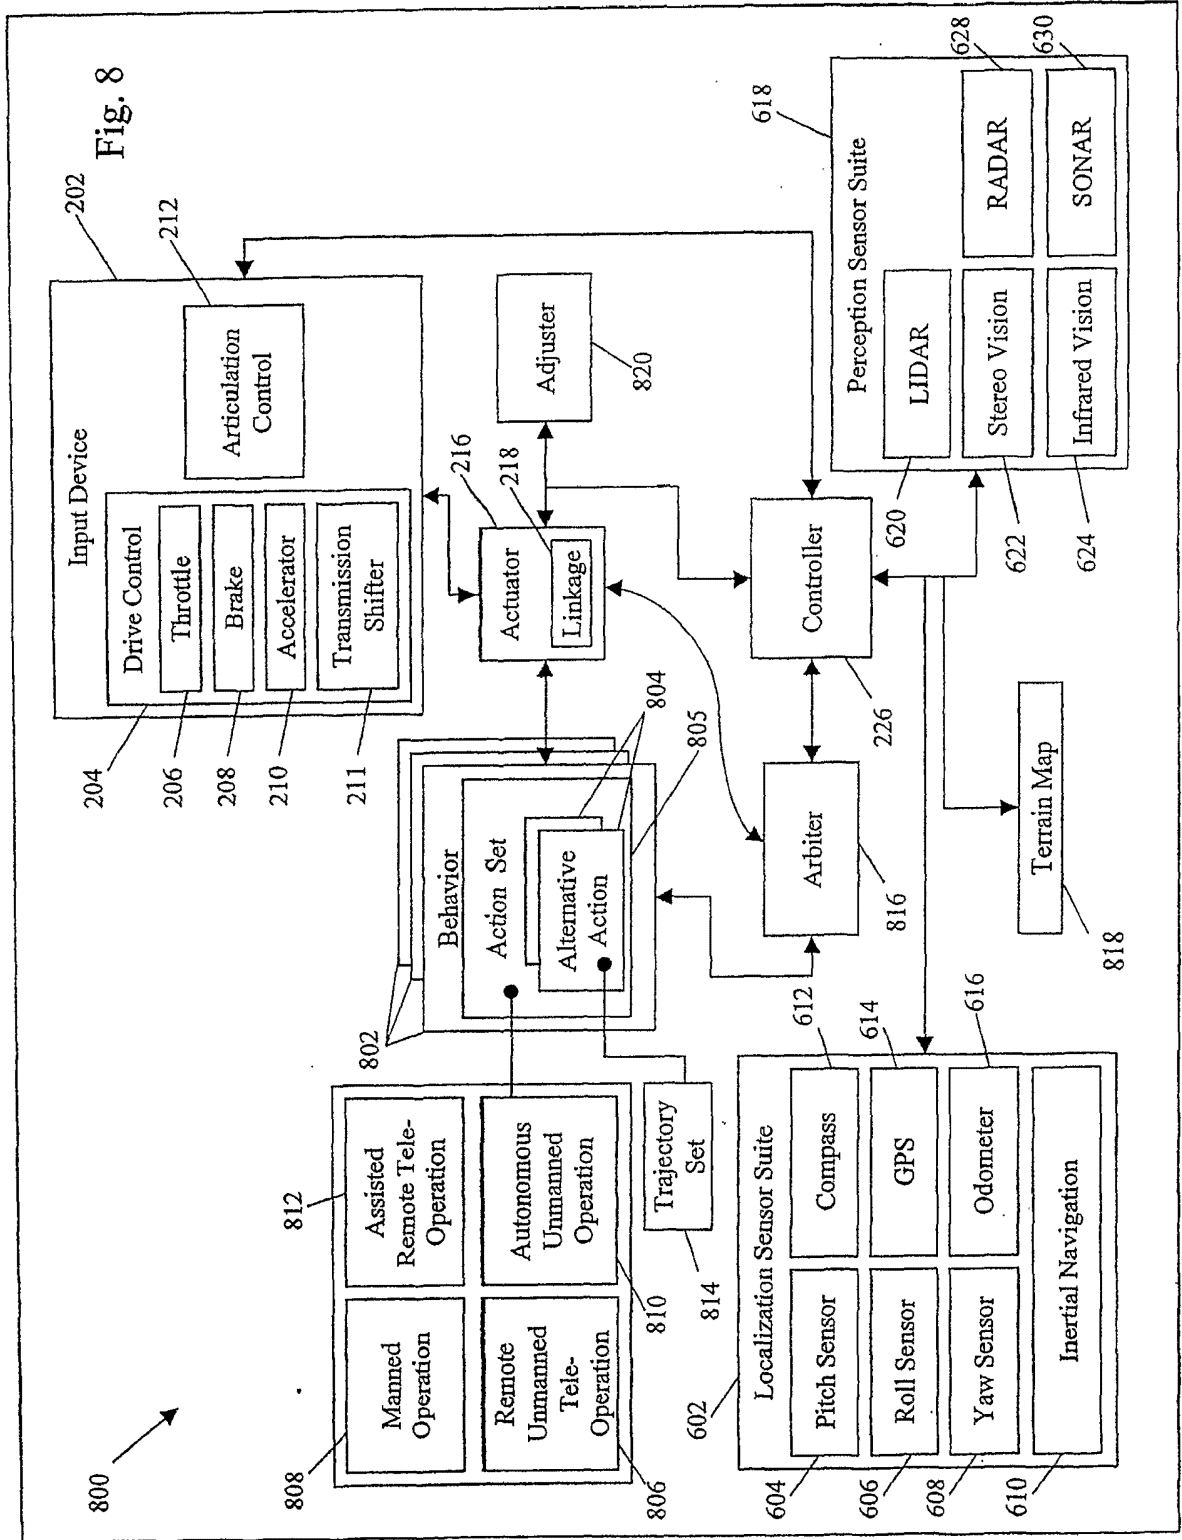 Fig. 8
800
808
812
Manned
Operation
Assisted
Remote Tele-
Operation
Remote
Unmanned
Tele-
Operation
Autonomous
Unmanned
Operation
806
810
Trajectory
Set
814
802
Behavior
Action Set
Alternative
Action
804
805
202
Input Device
212
Drive Control
Throttle
Brake
Accelerator
Transmission
Shifter
Articulation
Control
204
206
208
210
211
216
Actuator
218
Linkage
Adjuster
820
Arbiter
816
Controller
226
602
Localization Sensor Suite
Pitch Sensor
Compass
Roll Sensor
GPS
Yaw Sensor
Odometer
Inertial Navigation
604
606
608
610
612
614
616
Terrain Map
818
618
Perception Sensor Suite
LIDAR
Stereo Vision
RADAR
Infrared Vision
SONAR
620
622
624
628
630